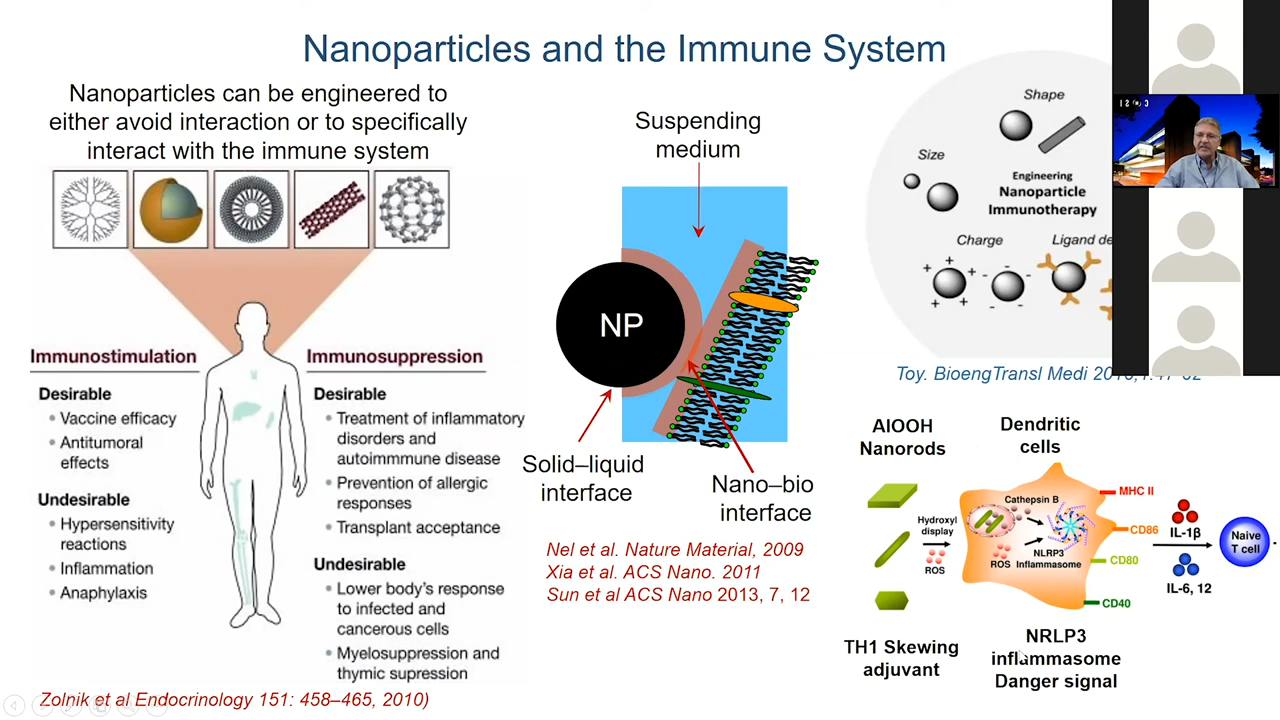 Nanoparticles and the Immune System
Nanoparticles can be engineered to
either avoid interaction or to specifically
interact with the immune system
Immunostimulation
Desirable
• Vaccine efficacy
• Antitumoral
effects
Undesirable
• Hypersensitivity
reactions
• Inflammation
• Anaphylaxis
Immunosuppression
Desirable
• Treatment of inflammatory
disorders and
autoimmmune disease
• Prevention of allergic
responses
• Transplant acceptance
Undesirable
• Lower body's response
to infected and
cancerous cells
• Myelosuppression and
thymic supression
Zolnik et al Endocrinology 151: 458–465, 2010)
Suspending
medium
NP
Solid–liquid
interface
Nano–bio
interface
Nel et al. Nature Material, 2009
Xia et al. ACS Nano. 2011
Sun et al ACS Nano 2013, 7, 12
Shape
Size
Engineering
Nanoparticle
Immunotherapy
Charge
Ligand de
+ + + + +
- - - - -
Toy. BioengTransl Medi
AlOOH
Nanorods
Dendritic
cells
Hydroxyl
display
ROS
Cathepsin B
ROS
NLRP3
Inflammasome
MHC II
CD86
CD80
CD40
IL-1β
IL-6, 12
Naive
T cell
TH1 Skewing
adjuvant
NRLP3
inflammasome
Danger signal